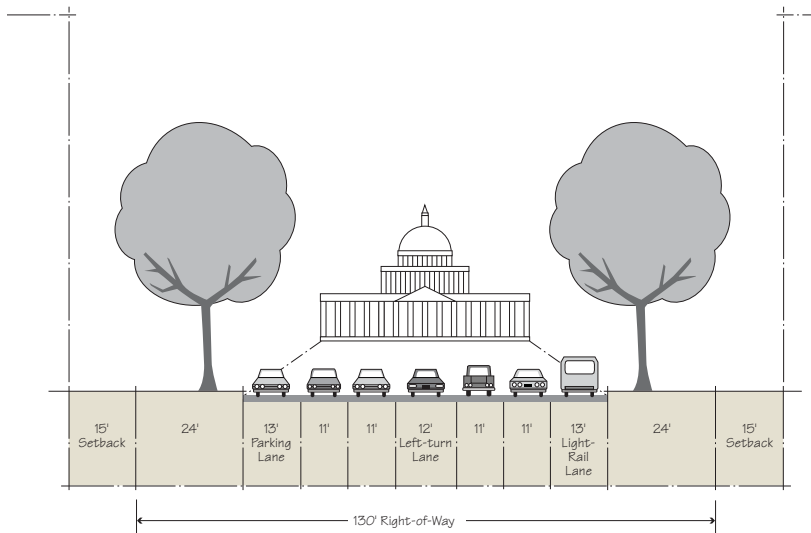 15'
Setback
24'
13'
Parking
Lane
11'
11'
12'
Left-turn
Lane
11'
11'
13'
Light-
Rail
Lane
24'
15'
Setback
130' Right-of-Way